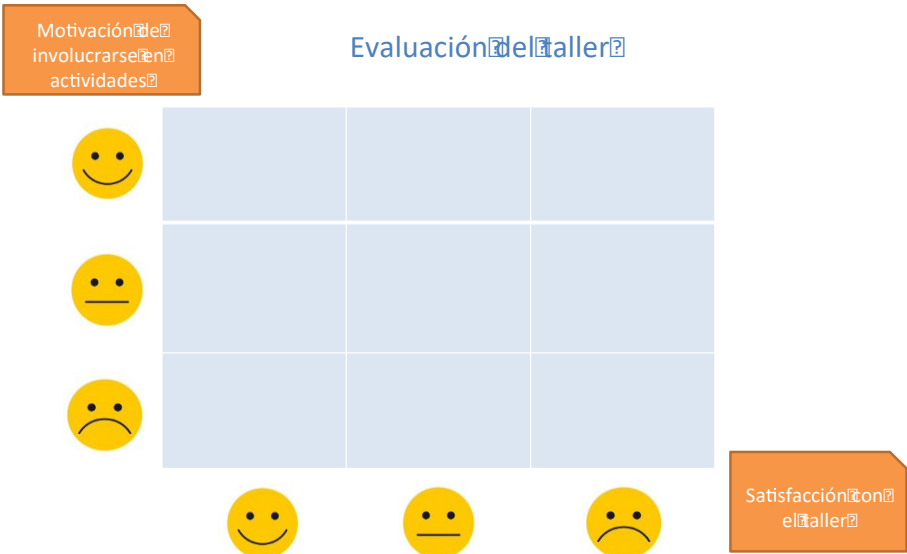 Motivación de
involucrarse en
actividades
Evaluación del taller
Satisfacción con
el taller